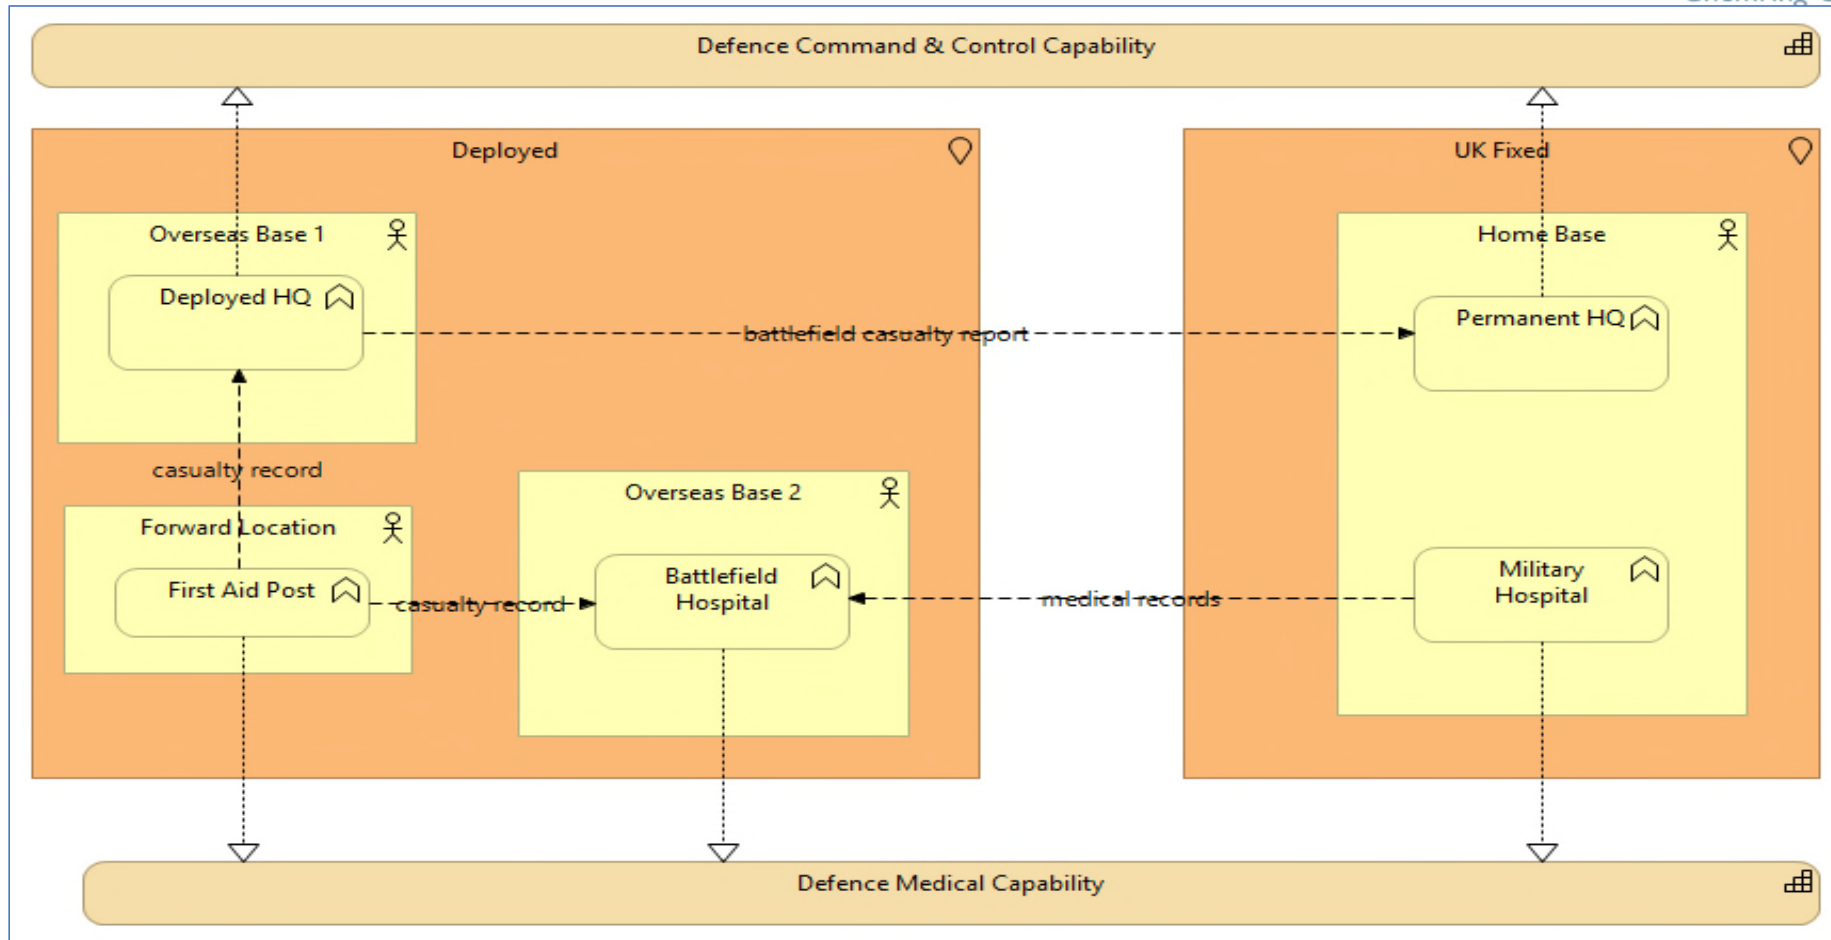 Defence Command & Control Capability
Deployed
UK Fixed
Overseas Base 1
Home Base
Deployed HQ
Permanent HQ
battlefield casualty report
casualty record
Overseas Base 2
Forward Location
First Aid Post
Battlefield
Hospital
Military
Hospital
casualty record
medical records
Defence Medical Capability